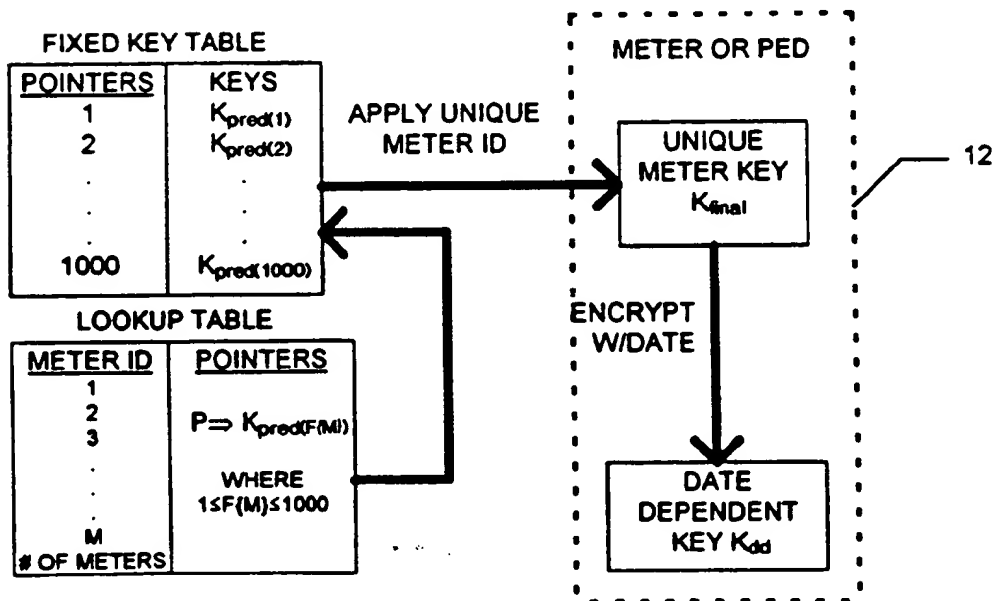 FIXED KEY TABLE
POINTERS KEYS
1 Kpred(1)
2 Kpred(2)
. .
. .
. .
1000 Kpred(1000)
APPLY UNIQUE
METER ID
METER OR PED
UNIQUE
METER KEY
Kfinal
12
ENCRYPT
W/DATE
DATE
DEPENDENT
KEY Kdd
LOOKUP TABLE
METER ID POINTERS
1
2
3
P⇒ Kpred(F(M))
.
.
.
WHERE
1≤F{M}≤1000
M
# OF METERS